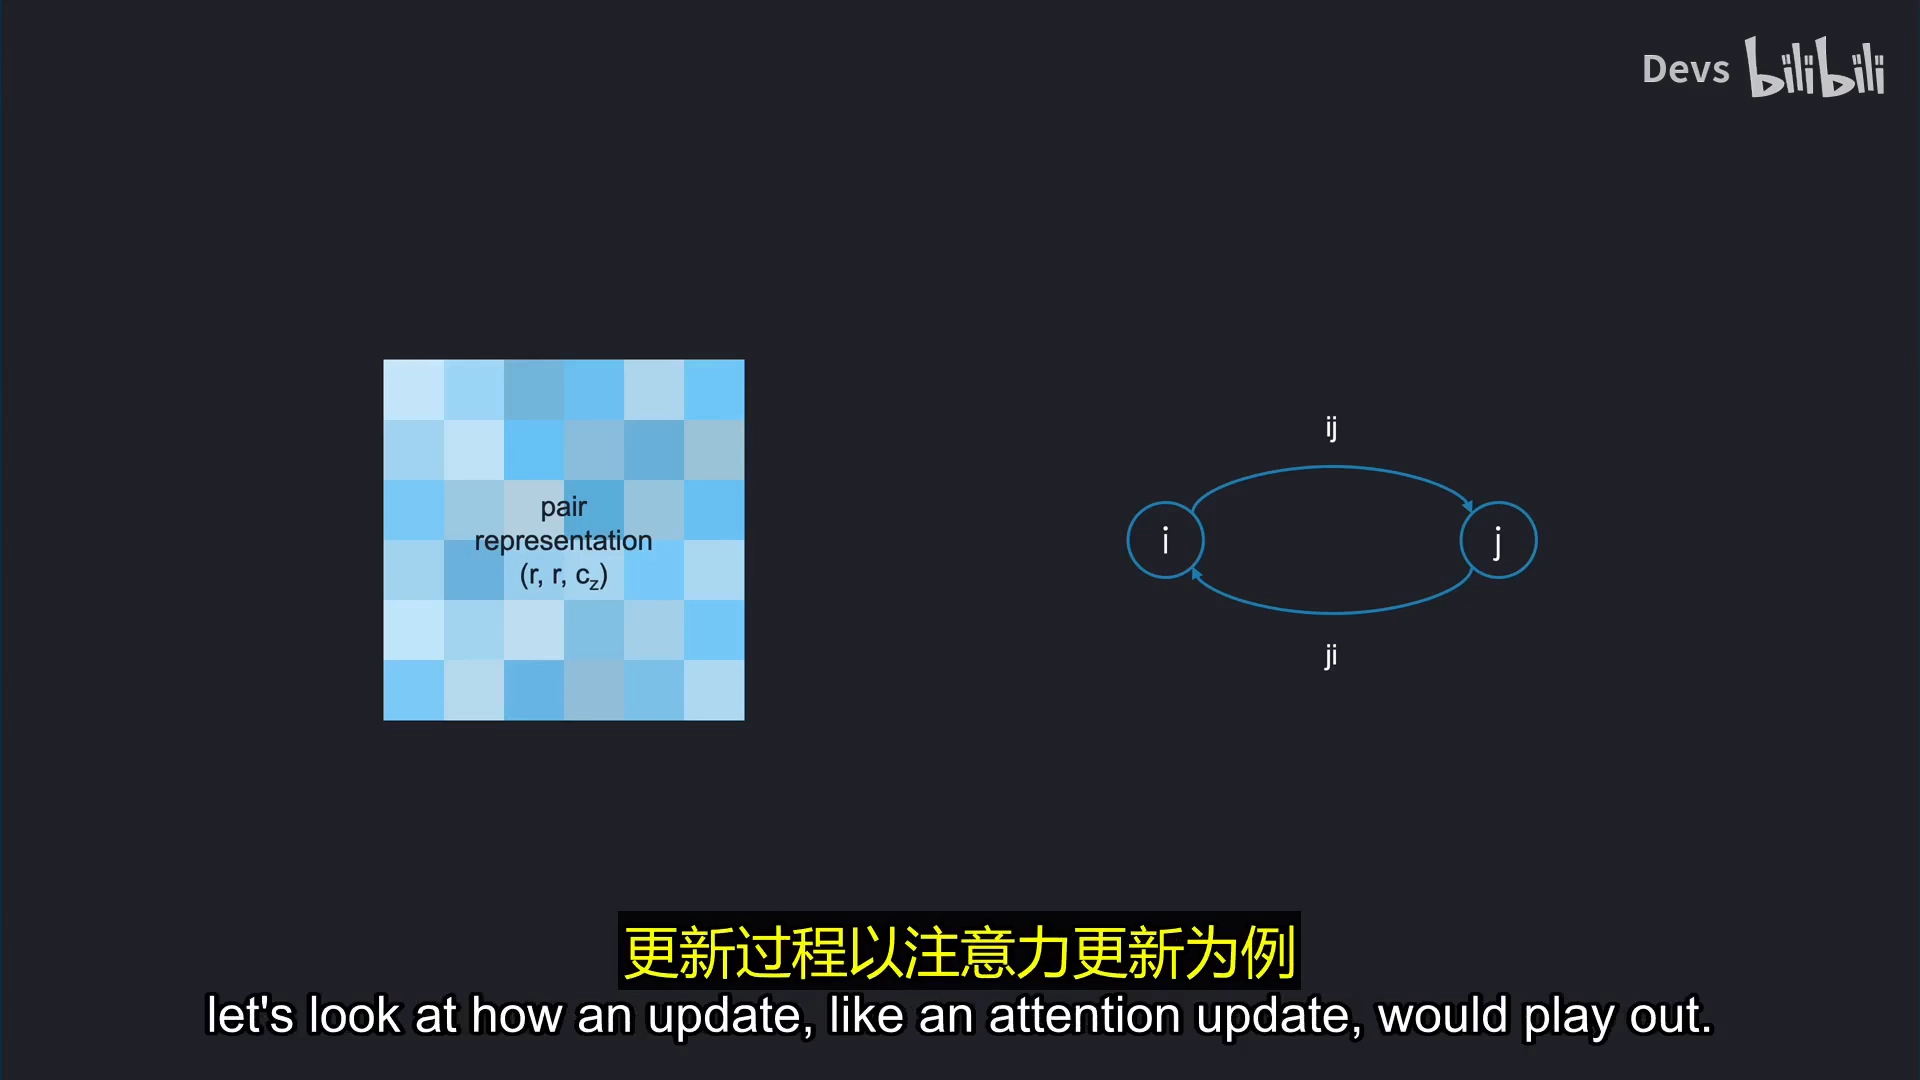 Devs bilibili
pair
representation
(r, r, c_z)
ij
i
j
ji
更新过程以注意力更新为例
let's look at how an update, like an attention update, would play out.